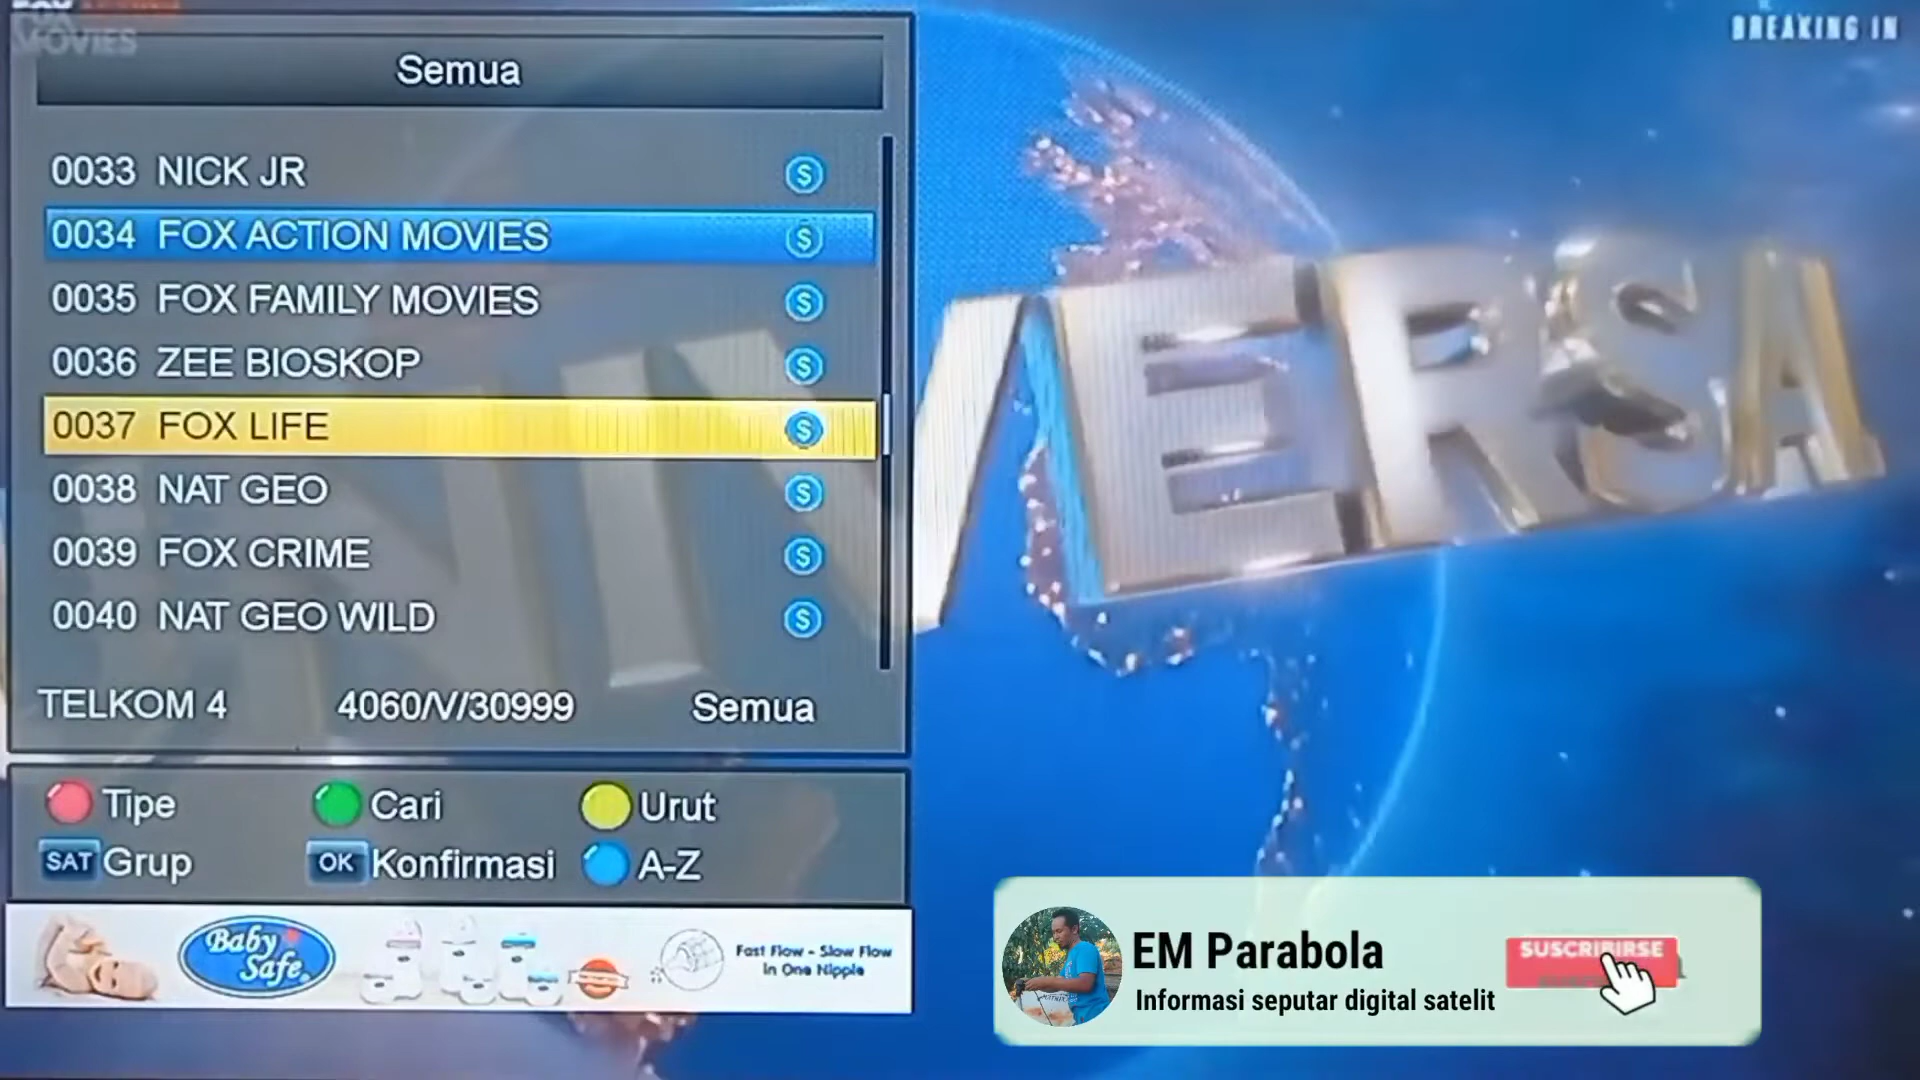 FOX
MOVIES
BREAKING IN
Semua
0033 NICK JR
0034 FOX ACTION MOVIES
0035 FOX FAMILY MOVIES
0036 ZEE BIOSKOP
0037 FOX LIFE
0038 NAT GEO
0039 FOX CRIME
0040 NAT GEO WILD
TELKOM 4 4060/V/30999 Semua
Tipe Cari Urut
SAT Grup OK Konfirmasi A-Z
Baby
Safe
Fast Flow - Slow Flow
In One Nipple
NIVERSA
EM Parabola
Informasi seputar digital satelit
SUSCRIBIRSE